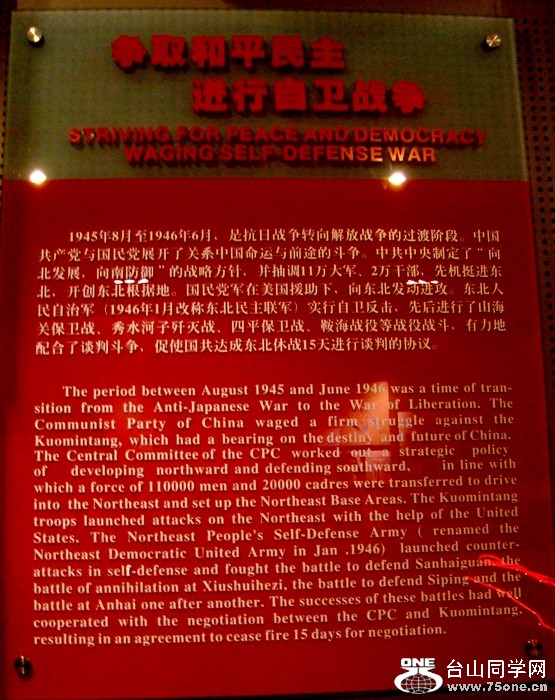 争取和平民主
进行自卫战争
STRIVING FOR PEACE AND DEMOCRACY
WAGING SELF-DEFENSE WAR
1945年8月至1946年6月，是抗日战争转向解放战争的过渡阶段。中国
共产党与国民党展开了关系中国命运与前途的斗争。中共中央制定了“向
北发展，向南防御”的战略方针，并抽调11万大军、2万干部，先机挺进东
北，开创东北根据地。国民党军在美国援助下，向东北发动进攻。东北人
民自治军（1946年1月改称东北民主联军）实行自卫反击，先后进行了山海
关保卫战、秀水河子歼灭战、四平保卫战、鞍海战役等战役战斗，有力地
配合了谈判斗争，促使国共达成东北休战15天进行谈判的协议。
The period between August 1945 and June 1946 was a time of tran-
sition from the Anti-Japanese War to the War of Liberation. The
Communist Party of China waged a firm struggle against the
Kuomintang, which had a bearing on the destiny and future of China.
The Central Committee of the CPC worked out a strategic policy
of developing northward and defending southward, in line with
which a force of 110000 men and 20000 cadres were transferred to drive
into the Northeast and set up the Northeast Base Areas. The Kuomintang
troops launched attacks on the Northeast with the help of the United
States. The Northeast People's Self-Defense Army ( renamed the
Northeast Democratic United Army in Jan .1946) launched counter-
attacks in self-defense and fought the battle to defend Sanhaiguan, the
battle of annihilation at Xiushuihezi, the battle to defend Siping and the
battle at Anhai one after another. The successes of these battles had well
cooperated with the negotiation between the CPC and Kuomintang,
resulting in an agreement to cease fire 15 days for negotiation.
ONE 台山同学网
www.75one.cn